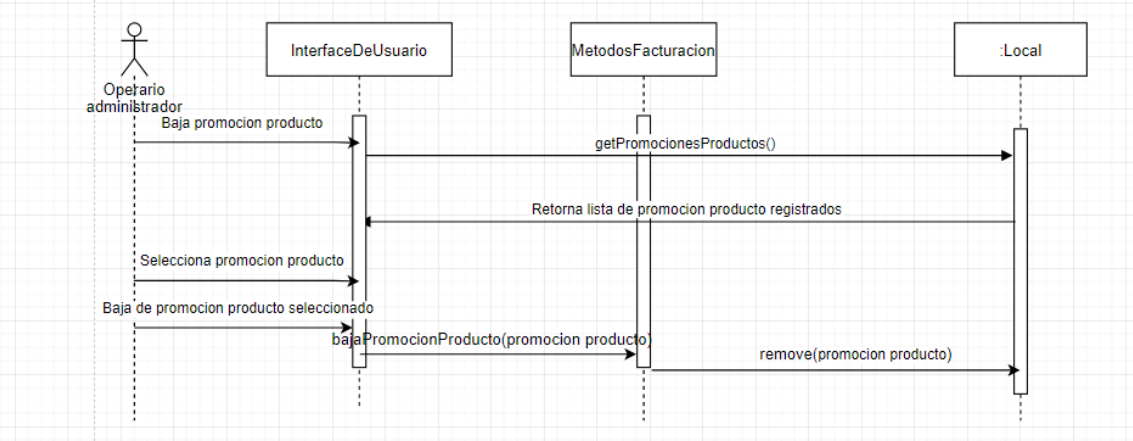 InterfaceDeUsuario
MetodosFacturacion
:Local
Operario
administrador
Baja promocion producto
getPromocionesProductos()
Retorna lista de promocion producto registrados
Selecciona promocion producto
Baja de promocion producto seleccionado
bajaPromocionProducto(promocion producto)
remove(promocion producto)